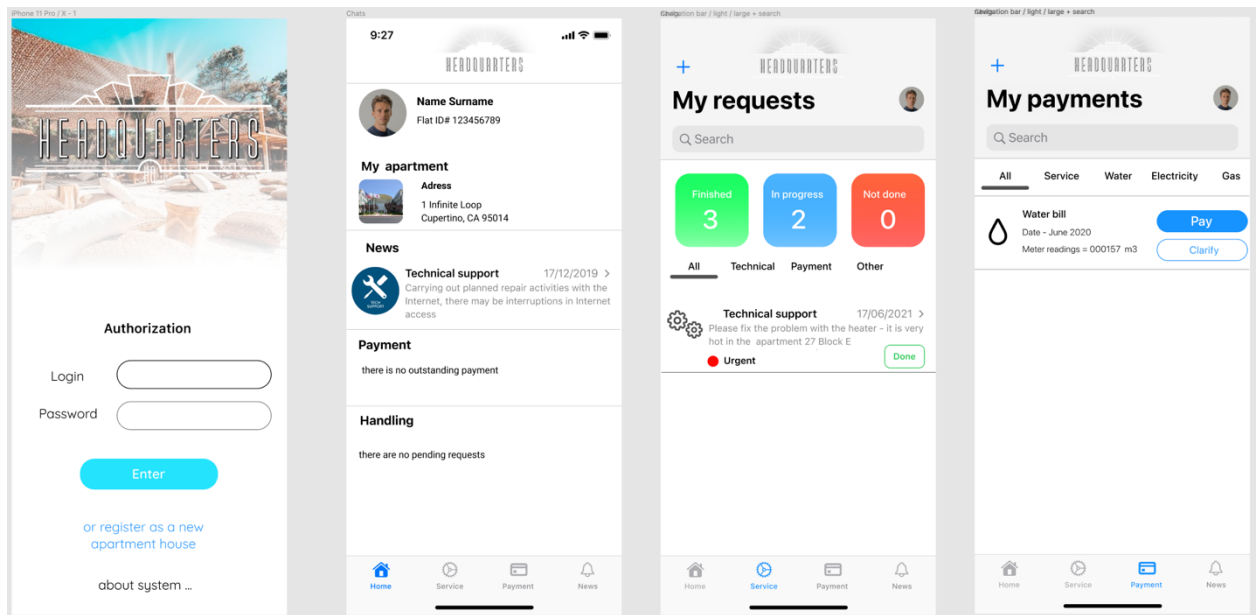 iPhone 11 Pro / X - 1
HEADQUARTERS
Authorization
Login
Password
Enter
or register as a new
apartment house
about system ...
Chats
9:27
HEADQUARTERS
Name Surname
Flat ID# 123456789
My apartment
Adress
1 Infinite Loop
Cupertino, CA 95014
News
Technical support 17/12/2019 >
Carrying out planned repair activities with the
Internet, there may be interruptions in Internet
access
TECH
SUPPORT
Payment
there is no outstanding payment
Handling
there are no pending requests
Home Service Payment News
Navigation bar / light / large + search
+ HEADQUARTERS
My requests
Search
Finished In progress Not done
3 2 0
All Technical Payment Other
Technical support 17/06/2021 >
Please fix the problem with the heater - it is very
hot in the apartment 27 Block E
Urgent Done
Home Service Payment News
Navigation bar / light / large + search
+ HEADQUARTERS
My payments
Search
All Service Water Electricity Gas
Water bill
Date - June 2020
Meter readings = 000157 m3
Pay
Clarify
Home Service Payment News